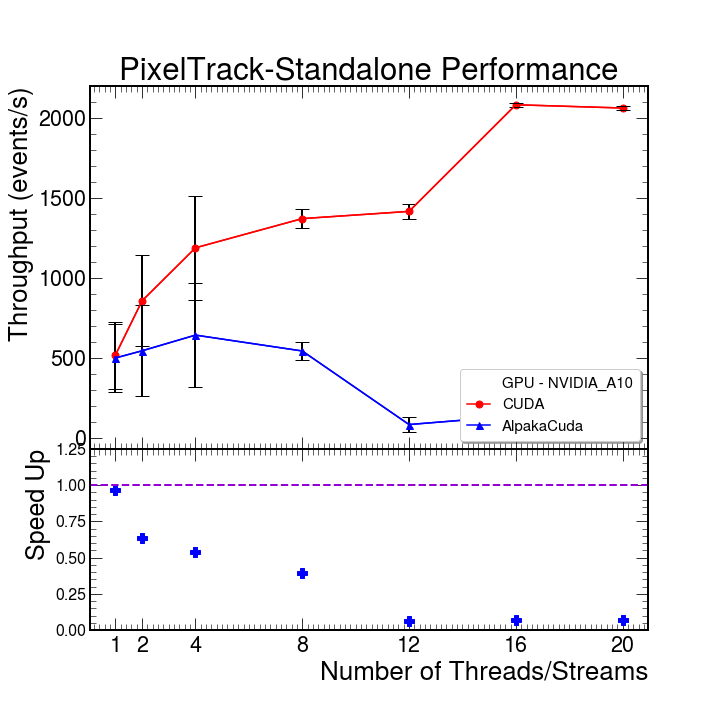 PixelTrack-Standalone Performance
Throughput (events/s)
2000
1500
1000
500
0
GPU - NVIDIA_A10
CUDA
AlpakaCuda
Speed Up
1.25
1.00
0.75
0.50
0.25
0.00
1 2 4 8 12 16 20
Number of Threads/Streams